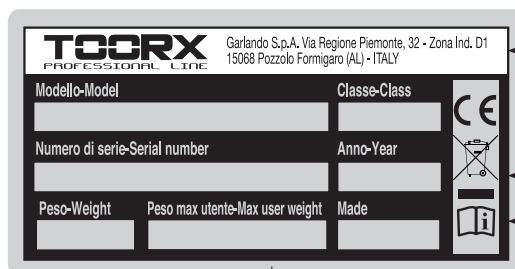 TOORX
PROFESSIONAL LINE
Garlando S.p.A. Via Regione Piemonte, 32 - Zona Ind. D1
15068 Pozzolo Formigaro (AL) - ITALY
Modello-Model
Classe-Class
CE
Numero di serie-Serial number
Anno-Year
Peso-Weight
Peso max utente-Max user weight
Made
i